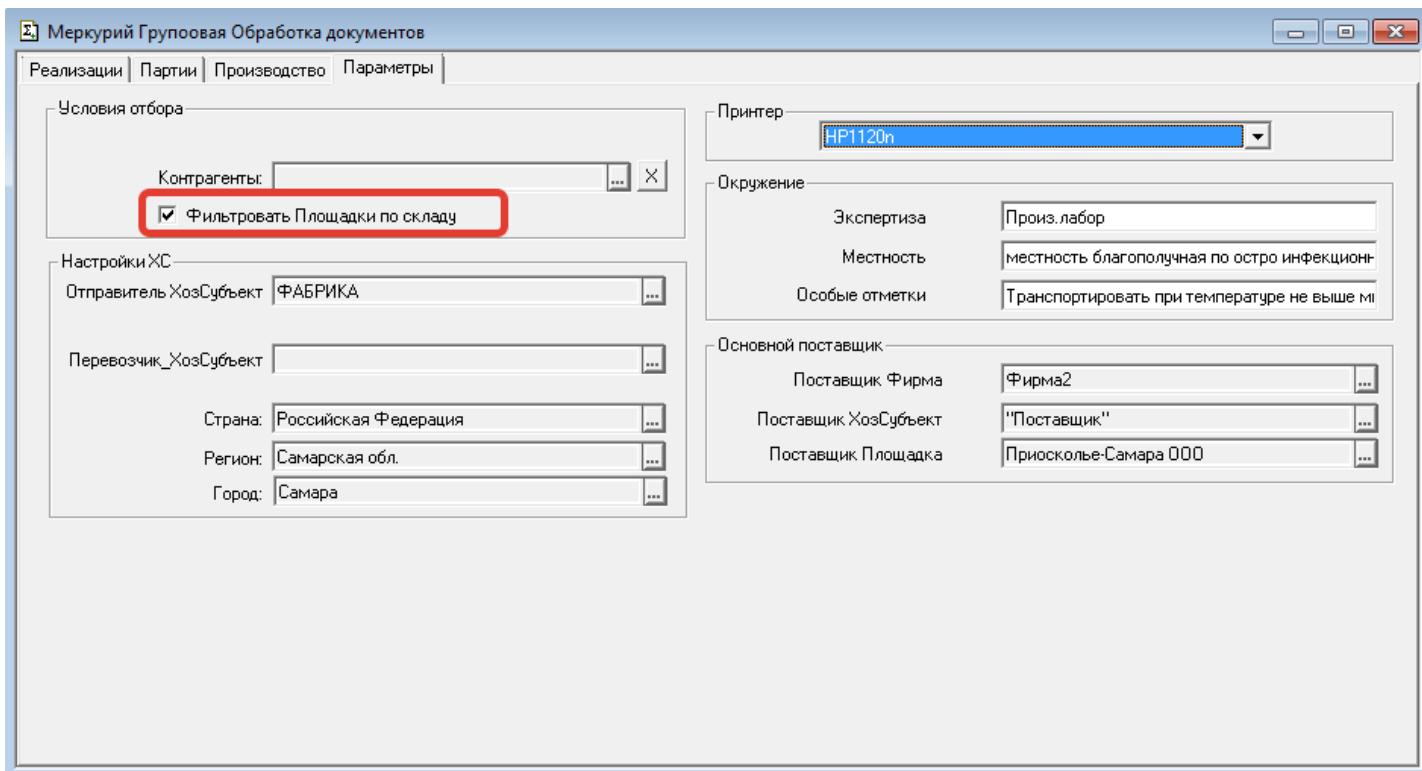 Меркурий Групоовая Обработка документов
Реализации Партии Производство Параметры
Условия отбора
Контрагенты: ... X
Фильтровать Площадки по складу
Настройки ХС
Отправитель ХозСубъект ФАБРИКА ...
Перевозчик_ХозСубъект ...
Страна: Российская Федерация ...
Регион: Самарская обл. ...
Город: Самара ...
Принтер
HP1120n
Окружение
Экспертиза Произ.лабор
Местность местность благополучная по остро инфекцион
Особые отметки Транспортировать при температуре не выше
Основной поставщик
Поставщик Фирма Фирма2 ...
Поставщик ХозСубъект "Поставщик" ...
Поставщик Площадка Приосколье-Самара ООО ...